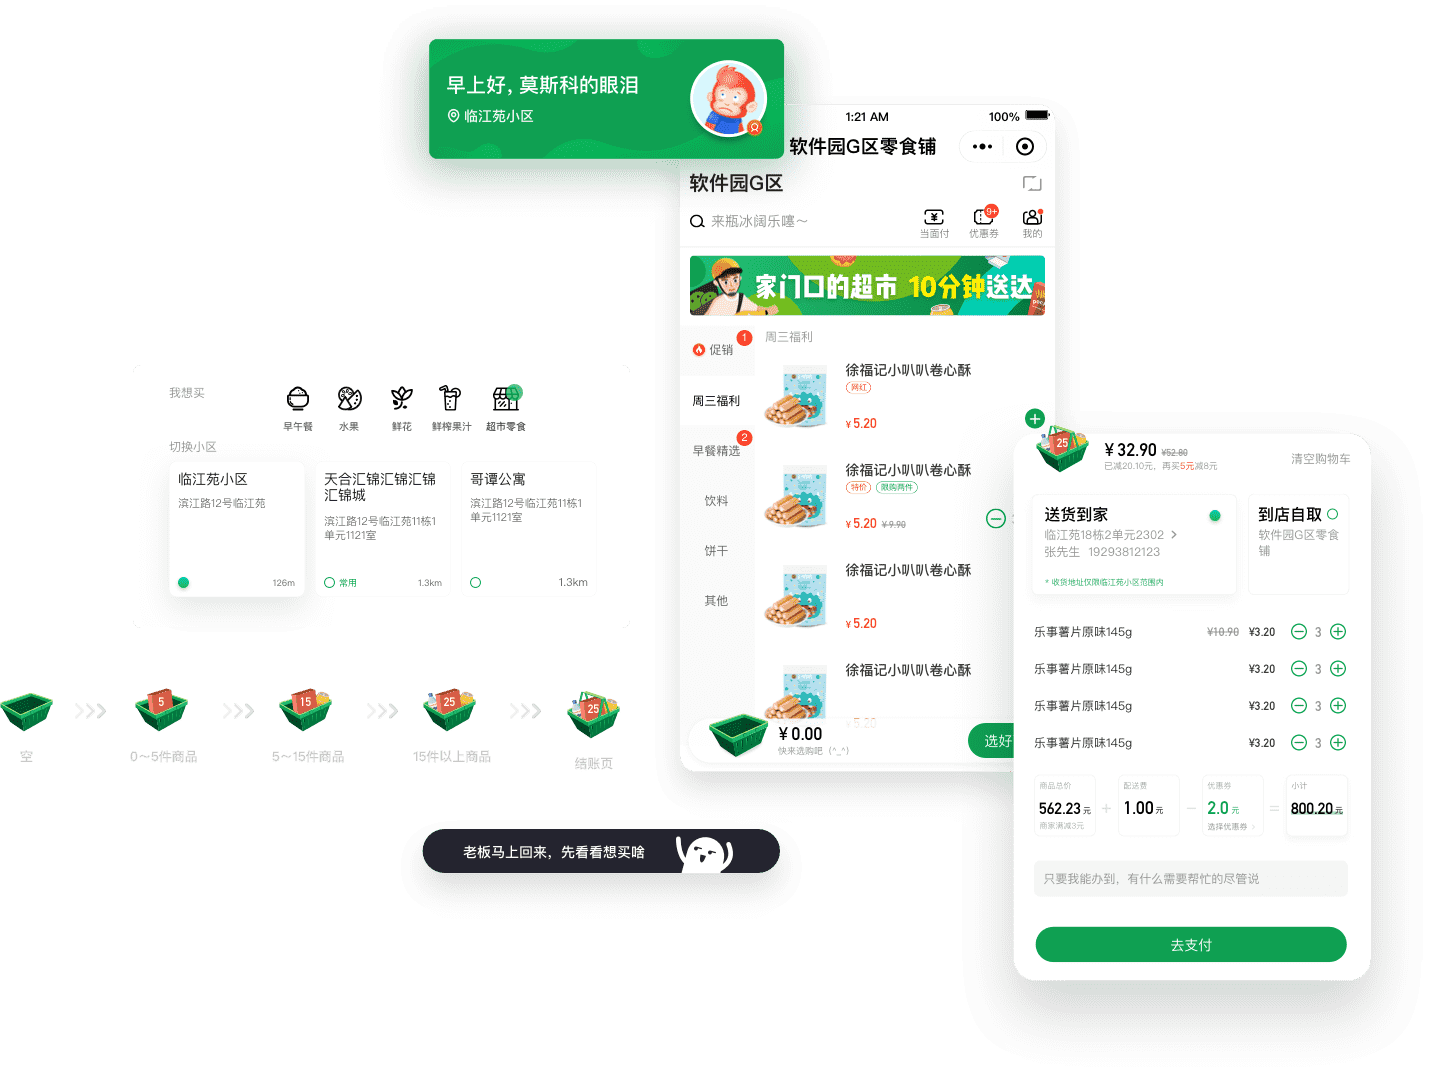 早上好, 莫斯科的眼泪
临江苑小区
1:21 AM
100%
软件园G区零食铺
软件园G区
来瓶冰阔乐噻～
当面付
9+
优惠券
我的
家门口的超市 10分钟送达
促销
1
周三福利
早餐精选
2
饮料
饼干
其他
周三福利
徐福记小叭叭卷心酥
网红
¥ 5.20
徐福记小叭叭卷心酥
特价
限购两件
¥ 5.20 ¥ 9.90
徐福记小叭叭卷心酥
¥ 5.20
徐福记小叭叭卷心酥
5.20
¥ 0.00
快来选购吧 (^_^)
选好
我想买
早午餐
水果
鲜花
鲜榨果汁
超市零食
切换小区
临江苑小区
滨江路12号临江苑
126m
天合汇锦汇锦汇锦
汇锦城
滨江路12号临江苑11栋1
单元1121室
常用
1.3km
哥谭公寓
滨江路12号临江苑11栋1
单元1121室
1.3km
空
5
0～5件商品
15
5～15件商品
25
15件以上商品
25
结账页
老板马上回来，先看看想买啥
25
¥ 32.90 ¥52.80
已减20.10元，再买5元减8元
清空购物车
送货到家
临江苑18栋2单元2302
张先生 19293812123
* 收货地址仅限临江苑小区范围内
到店自取
软件园G区零食
铺
乐事薯片原味145g ¥10.90 ¥3.20 3
乐事薯片原味145g ¥3.20 3
乐事薯片原味145g ¥3.20 3
乐事薯片原味145g ¥3.20 3
商品总价
562.23 元
商家满减3元
+
配送费
1.00 元
−
优惠券
2.0 元
选择优惠券
=
小计
800.20 元
只要我能办到，有什么需要帮忙的尽管说
去支付